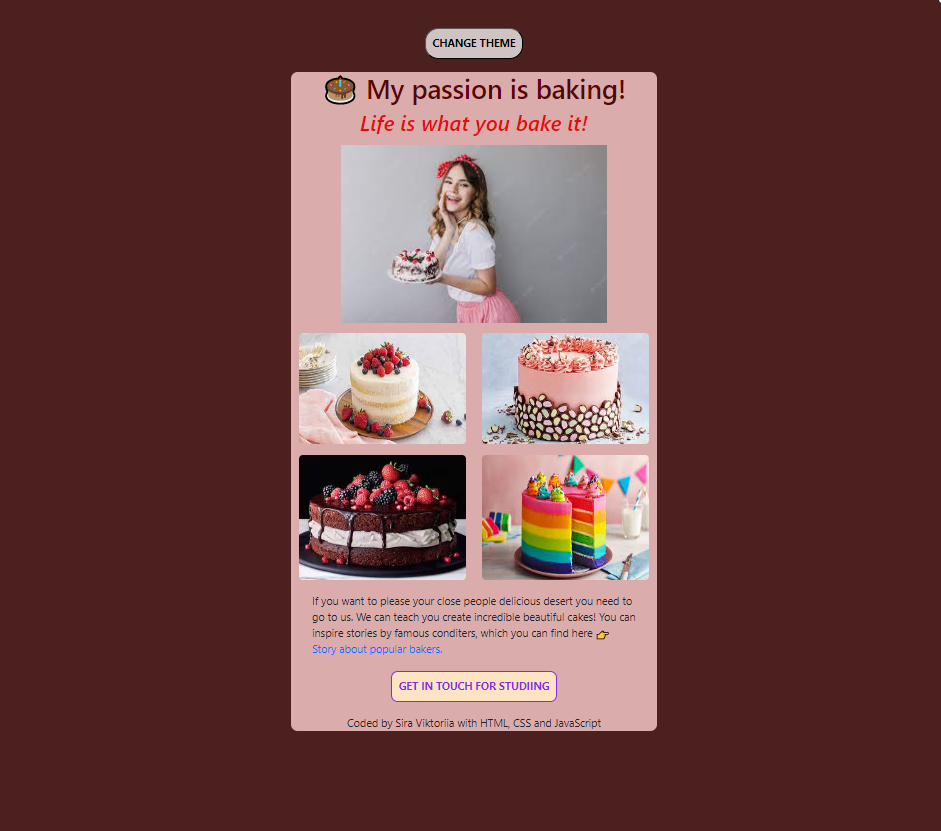 CHANGE THEME
🎂 My passion is baking!
Life is what you bake it!
If you want to please your close people delicious desert you need to
go to us. We can teach you create incredible beautiful cakes! You can
inspire stories by famous conditers, which you can find here 👉
Story about popular bakers.
GET IN TOUCH FOR STUDIING
Coded by Sira Viktoriia with HTML, CSS and JavaScript